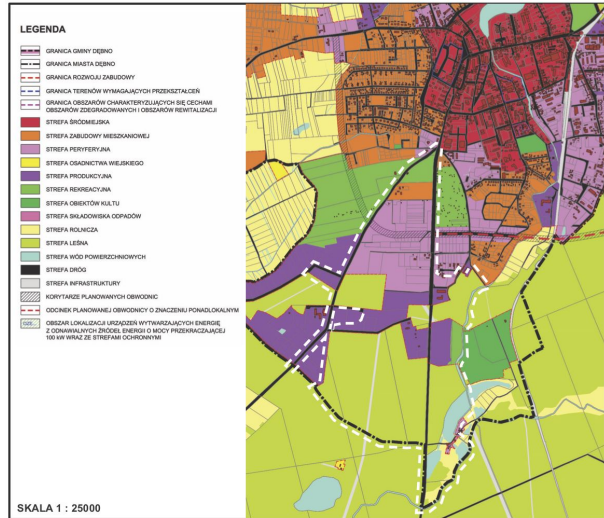 LEGENDA
GRANICA GMINY DĘBNO
GRANICA MIASTA DĘBNO
GRANICA ROZWOJU ZABUDOWY
GRANICA TERENÓW WYMAGAJĄCYCH PRZEKSZTAŁCEŃ
GRANICA OBSZARÓW CHARAKTERYZUJĄCYCH SIĘ CECHAMI
OBSZARÓW ZDEGRADOWANYCH I OBSZARÓW REWITALIZACJI
STREFA ŚRÓDMIEJSKA
STREFA ZABUDOWY MIESZKANIOWEJ
STREFA PERYFERYJNA
STREFA OSADNICTWA WIEJSKIEGO
STREFA PRODUKCYJNA
STREFA REKREACYJNA
STREFA OBIEKTÓW KULTU
STREFA SKŁADOWISKA ODPADÓW
STREFA ROLNICZA
STREFA LEŚNA
STREFA WÓD POWIERZCHNIOWYCH
STREFA DRÓG
STREFA INFRASTRUKTURY
KORYTARZE PLANOWANYCH OBWODNIC
ODCINEK PLANOWANEJ OBWODNICY O ZNACZENIU PONADLOKALNYM
OBSZAR LOKALIZACJI URZĄDZEŃ WYTWARZAJĄCYCH ENERGIĘ
Z ODNAWIALNYCH ŹRÓDEŁ ENERGII O MOCY PRZEKRACZAJĄCEJ
100 kW WRAZ ZE STREFAMI OCHRONNYMI
SKALA 1 : 25000